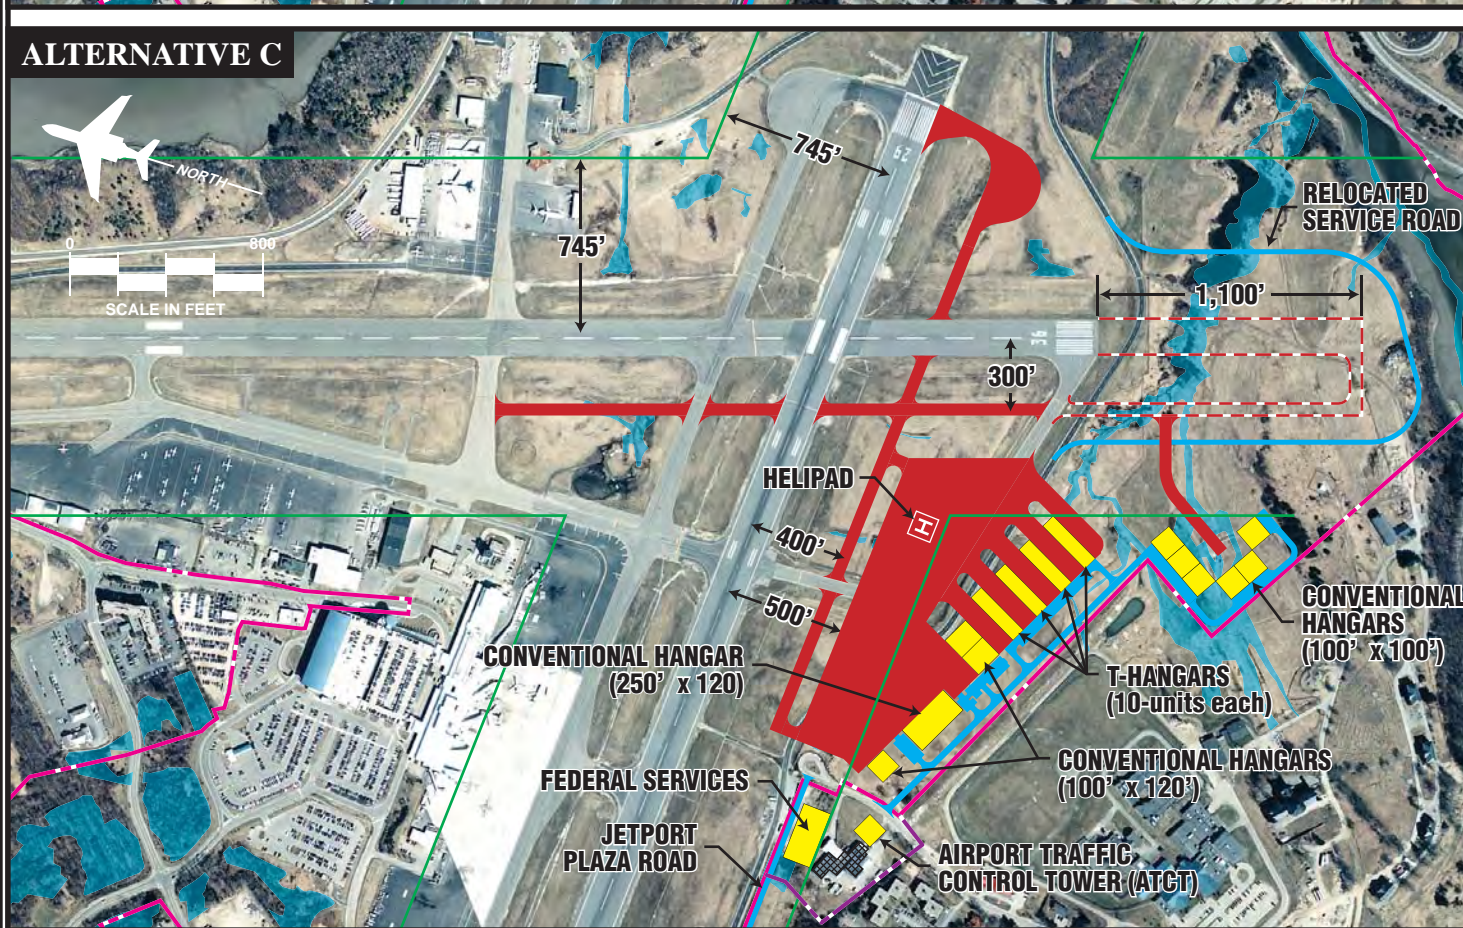 ALTERNATIVE C
NORTH
0 800
SCALE IN FEET
745'
745'
29
RELOCATED
SERVICE ROAD
1,100'
36
300'
HELIPAD
H
400'
500'
CONVENTIONAL HANGAR
(250' x 120)
CONVENTIONAL
HANGARS
(100' x 100')
T-HANGARS
(10-units each)
CONVENTIONAL HANGARS
(100' x 120')
FEDERAL SERVICES
JETPORT
PLAZA ROAD
AIRPORT TRAFFIC
CONTROL TOWER (ATCT)